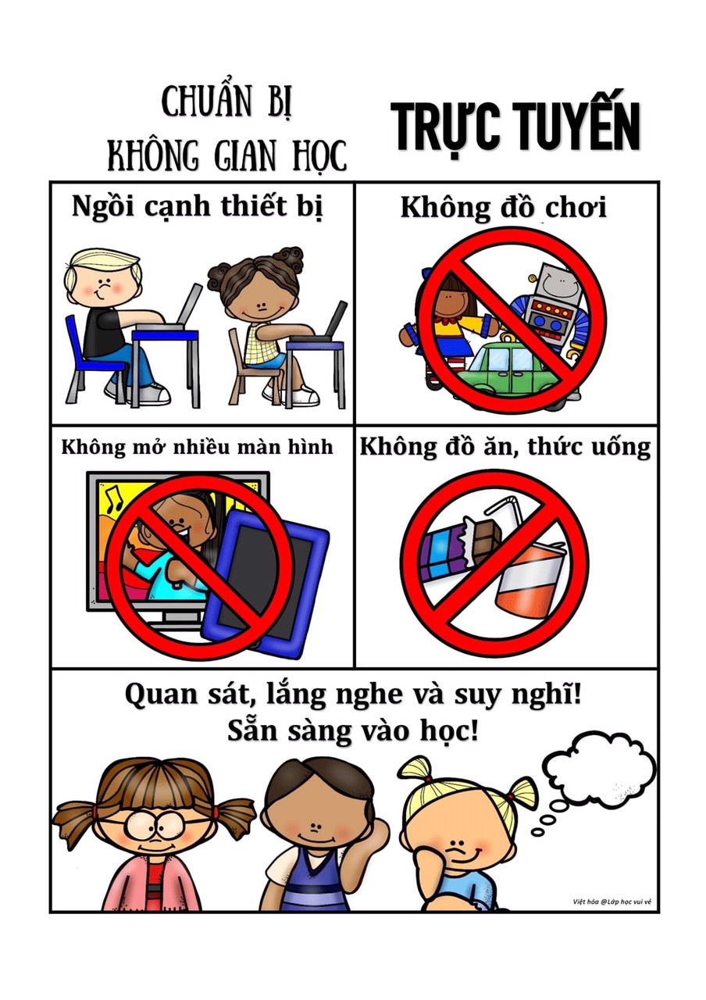 CHUẨN BỊ
KHÔNG GIAN HỌC
TRỰC TUYẾN
Ngồi cạnh thiết bị
Không đồ chơi
Không mở nhiều màn hình
Không đồ ăn, thức uống
Quan sát, lắng nghe và suy nghĩ!
Sẵn sàng vào học!
Việt hóa @Lớp học vui vẻ